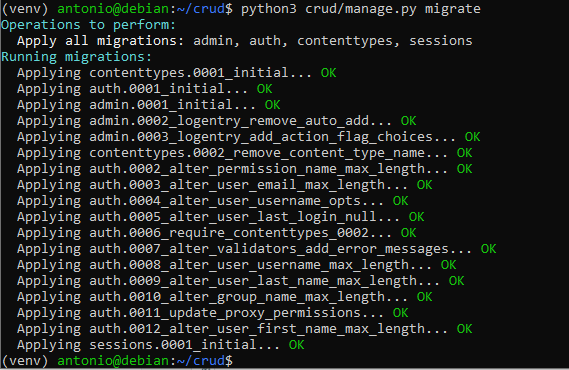 (venv) antonio@debian:~/crud$ python3 crud/manage.py migrate
Operations to perform:
  Apply all migrations: admin, auth, contenttypes, sessions
Running migrations:
  Applying contenttypes.0001_initial... OK
  Applying auth.0001_initial... OK
  Applying admin.0001_initial... OK
  Applying admin.0002_logentry_remove_auto_add... OK
  Applying admin.0003_logentry_add_action_flag_choices... OK
  Applying contenttypes.0002_remove_content_type_name... OK
  Applying auth.0002_alter_permission_name_max_length... OK
  Applying auth.0003_alter_user_email_max_length... OK
  Applying auth.0004_alter_user_username_opts... OK
  Applying auth.0005_alter_user_last_login_null... OK
  Applying auth.0006_require_contenttypes_0002... OK
  Applying auth.0007_alter_validators_add_error_messages... OK
  Applying auth.0008_alter_user_username_max_length... OK
  Applying auth.0009_alter_user_last_name_max_length... OK
  Applying auth.0010_alter_group_name_max_length... OK
  Applying auth.0011_update_proxy_permissions... OK
  Applying auth.0012_alter_user_first_name_max_length... OK
  Applying sessions.0001_initial... OK
(venv) antonio@debian:~/crud$